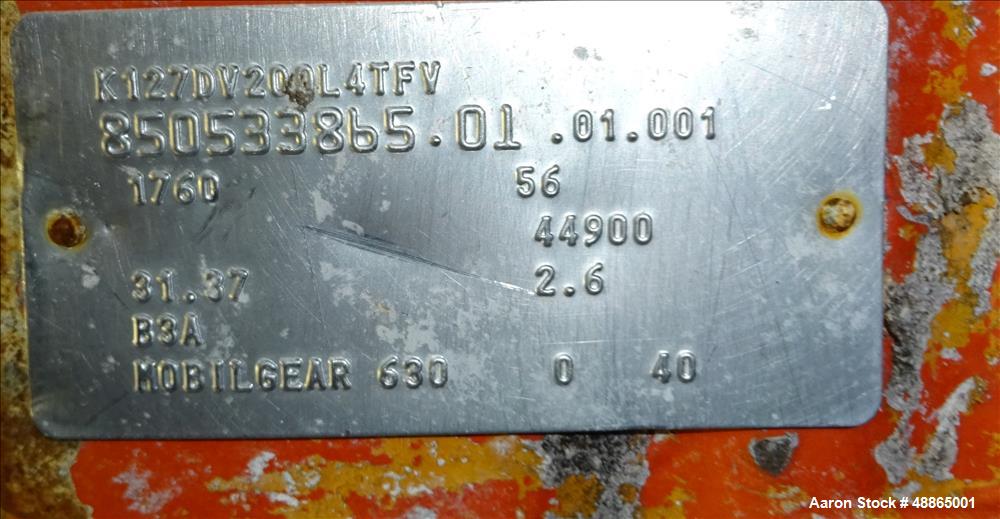 K127DV200L4TFV
850533865.01.01.001
1760 56
44900
31.37 2.6
B3A
MOBILGEAR 630 0 40
Aaron Stock # 48865001